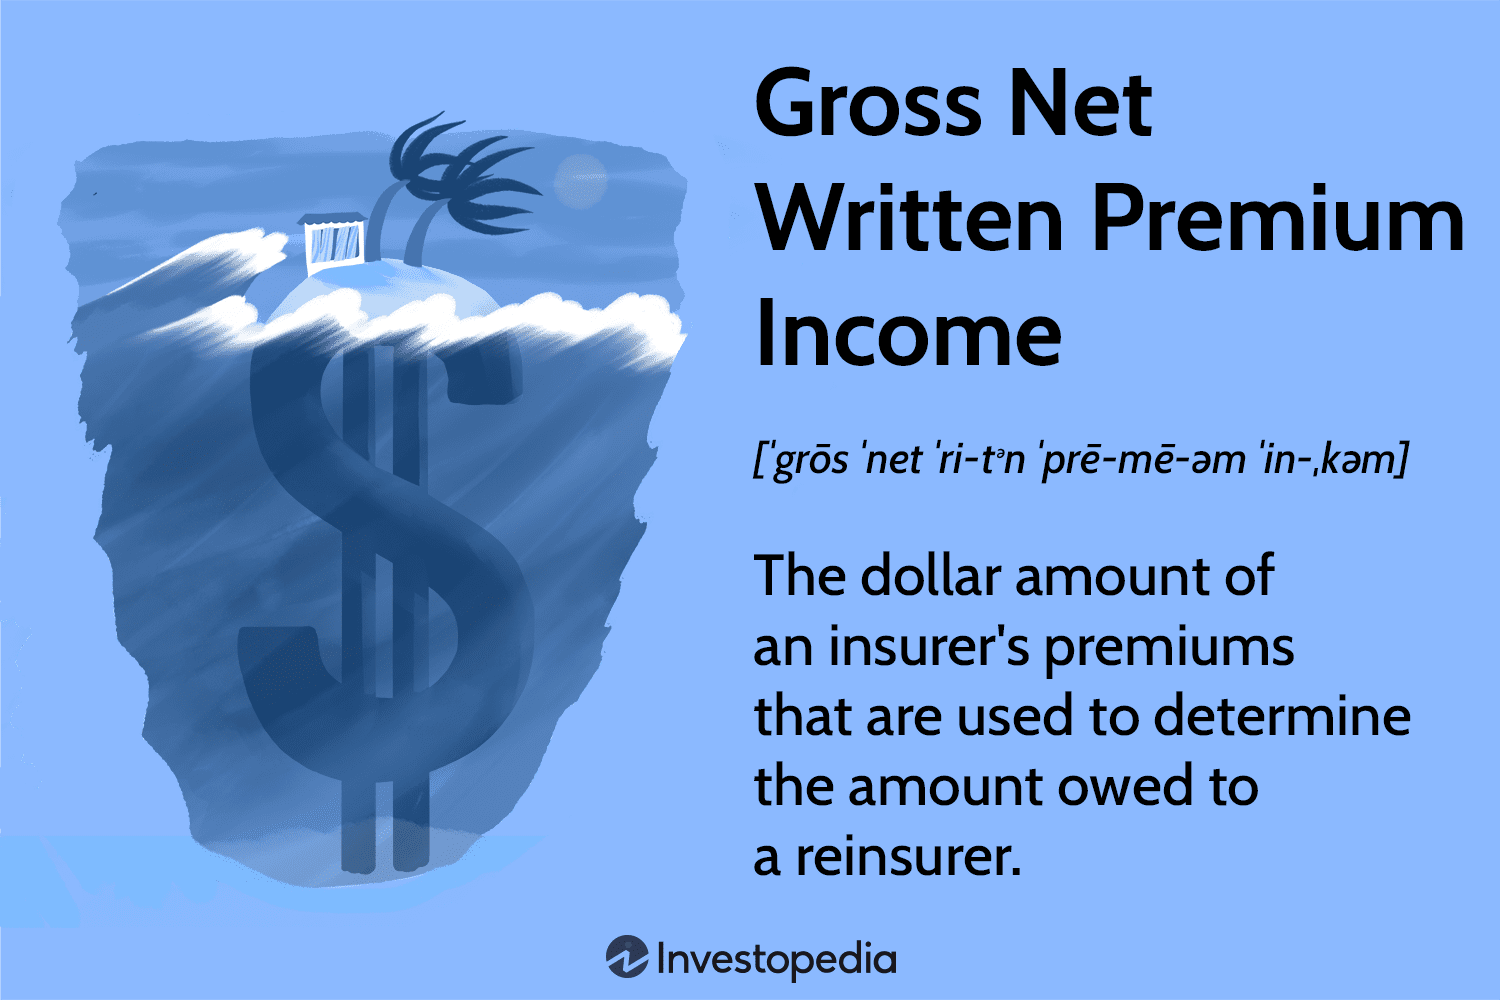 Gross Net
Written Premium
Income
[ˈgrōs ˈnet ˈri-tᵊn ˈprē-mē-əm ˈin-ˌkəm]
The dollar amount of
an insurer's premiums
that are used to determine
the amount owed to
a reinsurer.
Investopedia